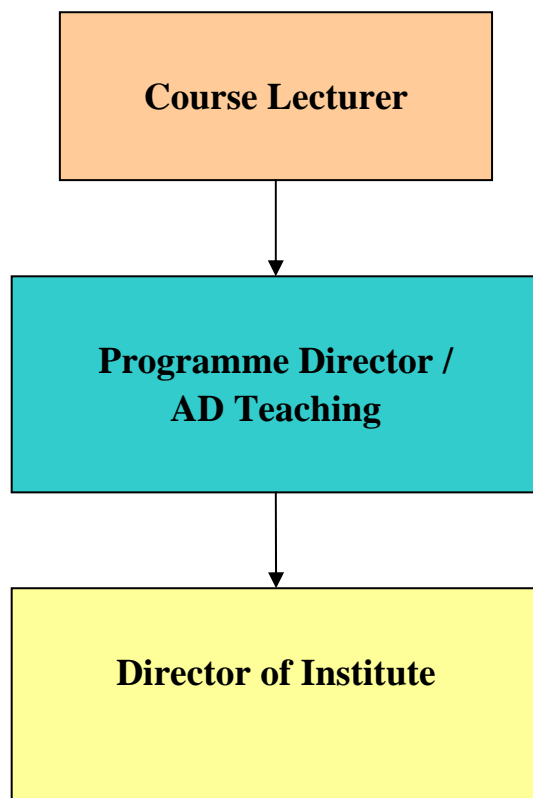 Course Lecturer
Programme Director /
AD Teaching
Director of Institute